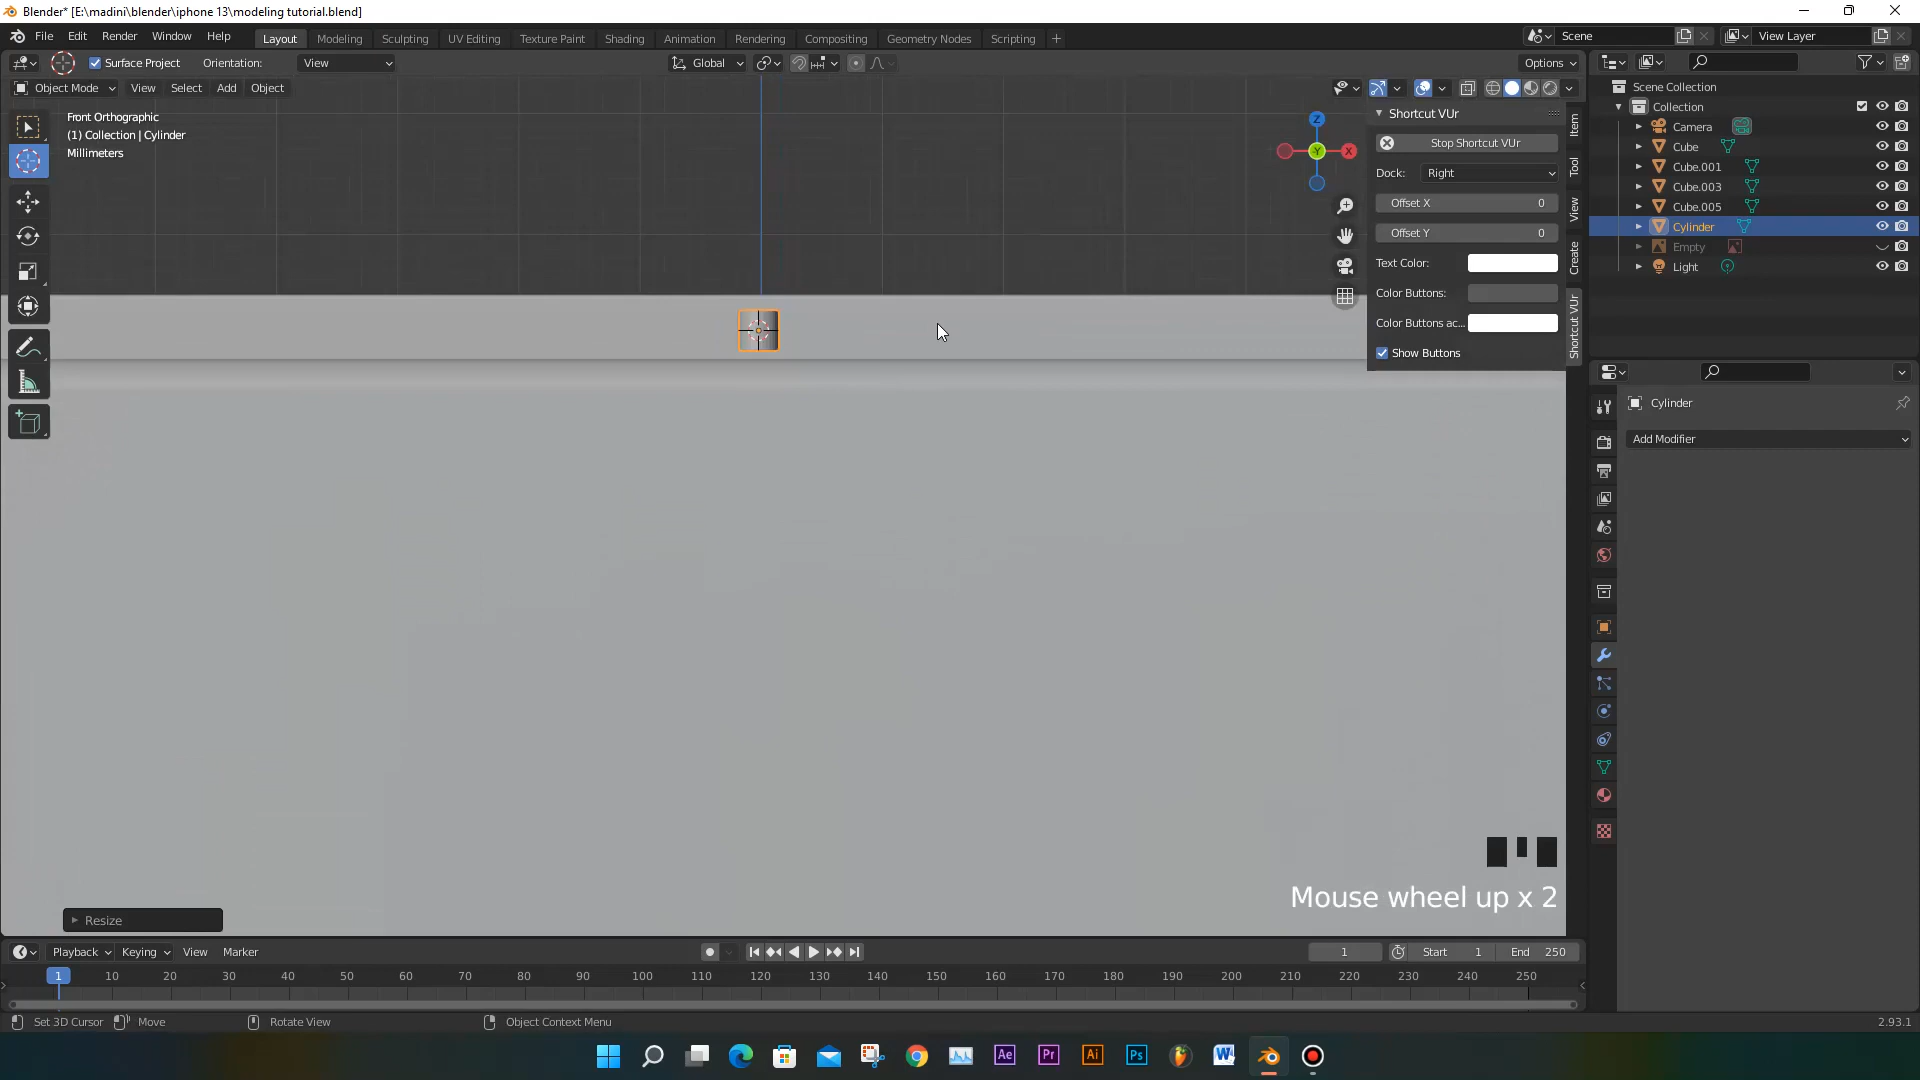 Blender* [E:\madini\blender\iphone 13\modeling tutorial.blend]
File Edit Render Window Help Layout Modeling Sculpting UV Editing Texture Paint Shading Animation Rendering Compositing Geometry Nodes Scripting Scene View Layer
Surface Project Orientation: View Global Options
Object Mode View Select Add Object
Front Orthographic
(1) Collection | Cylinder
Millimeters
Z
Y
X
Shortcut VUr
Stop Shortcut VUr
Dock: Right
Offset X 0
Offset Y 0
Text Color:
Color Buttons:
Color Buttons ac...
Show Buttons
Item
Tool
View
Create
Shortcut VUr
Scene Collection
Collection
Camera
Cube
Cube.001
Cube.003
Cube.005
Cylinder
Empty
Light
Cylinder
Add Modifier
Mouse wheel up x 2
Resize
Playback Keying View Marker 1 Start 1 End 250
1 10 20 30 40 50 60 70 80 90 100 110 120 130 140 150 160 170 180 190 200 210 220 230 240 250
Set 3D Cursor Move Rotate View Object Context Menu 2.93.1
Ae Pr Ai Ps W